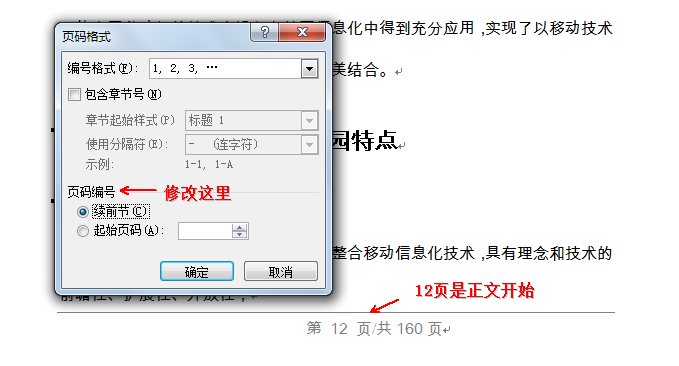 页码格式
息化中得到充分应用,实现了以移动技术
编号格式(F): 1, 2, 3, …
美结合。
包含章节号(N)
章节起始样式(P) 标题 1
使用分隔符(E): - (连字符)
园特点
示例: 1-1, 1-A
页码编号
修改这里
续前节(C)
起始页码(A):
整合移动信息化技术,具有理念和技术的
确定 取消
12页是正文开始
第 12 页/共 160 页